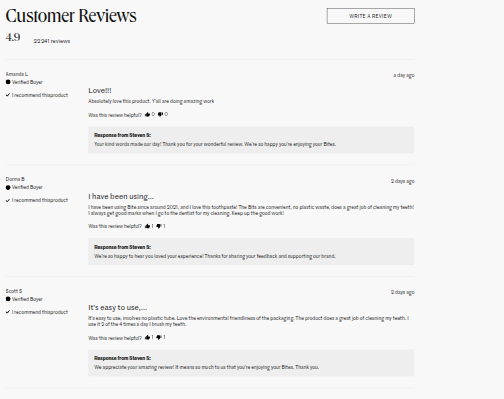 Customer Reviews
WRITE A REVIEW
4.9
22241 reviews
Amanda L
Verified Buyer
I recommend thisproduct
a day ago
Love!!!
Absolutely love this product. Y'all are doing amazing work
Was this review helpful? 0 0
Response from Steven S:
Your kind words made our day! Thank you for your wonderful review. We're so happy you're enjoying your Bites.
Donna B
Verified Buyer
I recommend thisproduct
2 days ago
I have been using...
I have been using Bite since around 2021, and I love this toothpaste! The Bits are convenient, no plastic waste, does a great job of cleaning my teeth!
I always get good marks when I go to the dentist for my cleaning. Keep up the good work!
Was this review helpful? 1 1
Response from Steven S:
We're so happy to hear you loved your experience! Thanks for sharing your feedback and supporting our brand.
Scott S
Verified Buyer
I recommend thisproduct
2 days ago
It's easy to use,...
It's easy to use, involves no plastic tube. Love the environmental friendliness of the packaging. The product does a great job of cleaning my teeth. I
use it 2 of the 4 times a day I brush my teeth.
Was this review helpful? 1 1
Response from Steven S:
We appreciate your amazing review! It means so much to us that you're enjoying your Bites. Thank you.